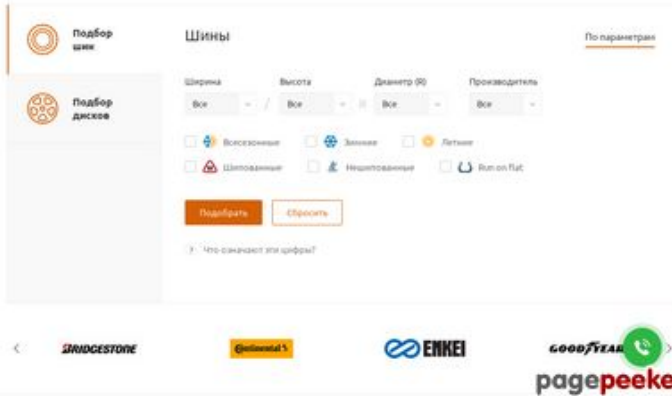 Подбор
шин
Шины
По параметрам
Ширина Высота Диаметр (R) Производитель
Все / Все Все Все
Подбор
дисков
Всесезонные Зимние Летние
Шипованные Нешипованные Run on flat
Подобрать Сбросить
? Что означают эти цифры?
BRIDGESTONE Continental ENKEI GOODYEAR
pagepeeke